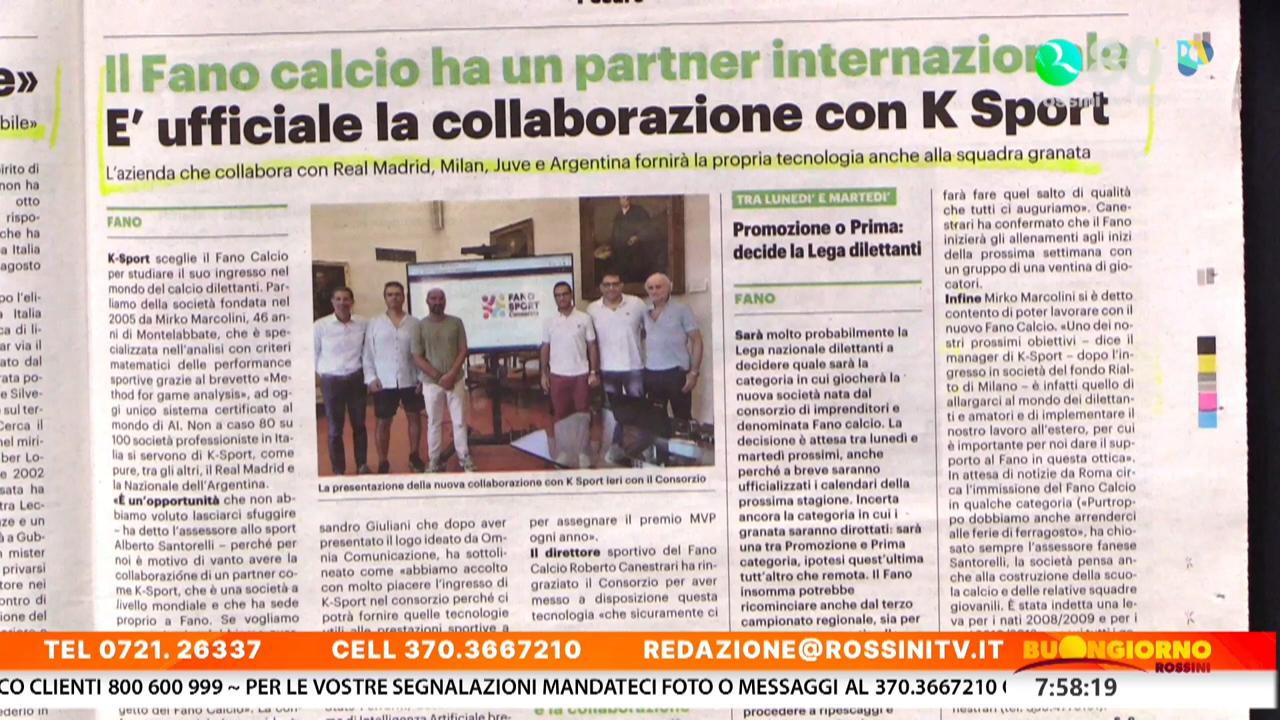 Il Fano calcio ha un partner internazionale
E' ufficiale la collaborazione con K Sport
L'azienda che collabora con Real Madrid, Milan, Juve e Argentina fornirà la propria tecnologia anche alla squadra granata
e»
bile»
FANO
K-Sport sceglie il Fano Calcio
per studiare il suo ingresso nel
mondo del calcio dilettanti. Par-
liamo della società fondata nel
2005 da Mirko Marcolini, 46 an-
ni di Montelabbate, che è spe-
cializzata nell'analisi con criteri
matematici delle performance
sportive grazie al brevetto «Me-
thod for game analysis», ad og-
gi unico sistema certificato al
mondo di AI. Non a caso 80 su
100 società professioniste in Ita-
lia si servono di K-Sport, come
pure, tra gli altri, il Real Madrid e
la Nazionale dell'Argentina.
«È un'opportunità che non ab-
biamo voluto lasciarci sfuggire
– ha detto l'assessore allo sport
Alberto Santorelli – perché per
noi è motivo di vanto avere la
collaborazione di un partner co-
me K-Sport, che è una società a
livello mondiale e che ha sede
proprio a Fano. Se vogliamo
FANO
SPORT
La presentazione della nuova collaborazione con K Sport ieri con il Consorzio
sandro Giuliani che dopo aver
presentato il logo ideato da Om-
nia Comunicazione, ha sottoli-
neato come «abbiamo accolto
con molto piacere l'ingresso di
K-Sport nel consorzio perché ci
potrà fornire quelle tecnologie
utili alle prestazioni sportive a
per assegnare il premio MVP
ogni anno».
Il direttore sportivo del Fano
Calcio Roberto Canestrari ha rin-
graziato il Consorzio per aver
messo a disposizione questa
tecnologia «che sicuramente ci
TRA LUNEDI' E MARTEDI'
Promozione o Prima:
decide la Lega dilettanti
FANO
Sarà molto probabilmente la
Lega nazionale dilettanti a
decidere quale sarà la
categoria in cui giocherà la
nuova società nata dal
consorzio di imprenditori e
denominata Fano calcio. La
decisione è attesa tra lunedì e
martedì prossimi, anche
perché a breve saranno
ufficializzati i calendari della
prossima stagione. Incerta
ancora la categoria in cui i
granata saranno dirottati: sarà
una tra Promozione e Prima
categoria, ipotesi quest'ultima
tutt'altro che remota. Il Fano
insomma potrebbe
ricominciare anche dal terzo
campionato regionale, sia per
procedere a ripescaggi e
farà fare quel salto di qualità
che tutti ci auguriamo». Cane-
strari ha confermato che il Fano
inizierà gli allenamenti agli inizi
della prossima settimana con
un gruppo di una ventina di gio-
catori.
Infine Mirko Marcolini si è detto
contento di poter lavorare con il
nuovo Fano Calcio. «Uno dei no-
stri prossimi obiettivi – dice il
manager di K-Sport – dopo l'in-
gresso in società del fondo Rial-
to di Milano – è infatti quello di
allargarci al mondo dei dilettan-
ti e amatori e di implementare il
nostro lavoro all'estero, per cui
è importante per noi dare il sup-
porto al Fano in questa ottica».
In attesa di notizie da Roma cir-
ca l'immissione del Fano Calcio
in qualche categoria («Purtrop-
po dobbiamo anche arrenderci
alle ferie di ferragosto», ha chio-
sato sempre l'assessore fanese
Santorelli, la società pensa an-
che alla costruzione della scuo-
la calcio e delle relative squadre
giovanili. È stata indetta una le-
va per i nati 2008/2009 e per i
TEL 0721. 26337 CELL 370.3667210 REDAZIONE@ROSSINITV.IT
BUONGIORNO
ROSSINI
CO CLIENTI 800 600 999 ~ PER LE VOSTRE SEGNALAZIONI MANDATECI FOTO O MESSAGGI AL 370.3667210
7:58:19